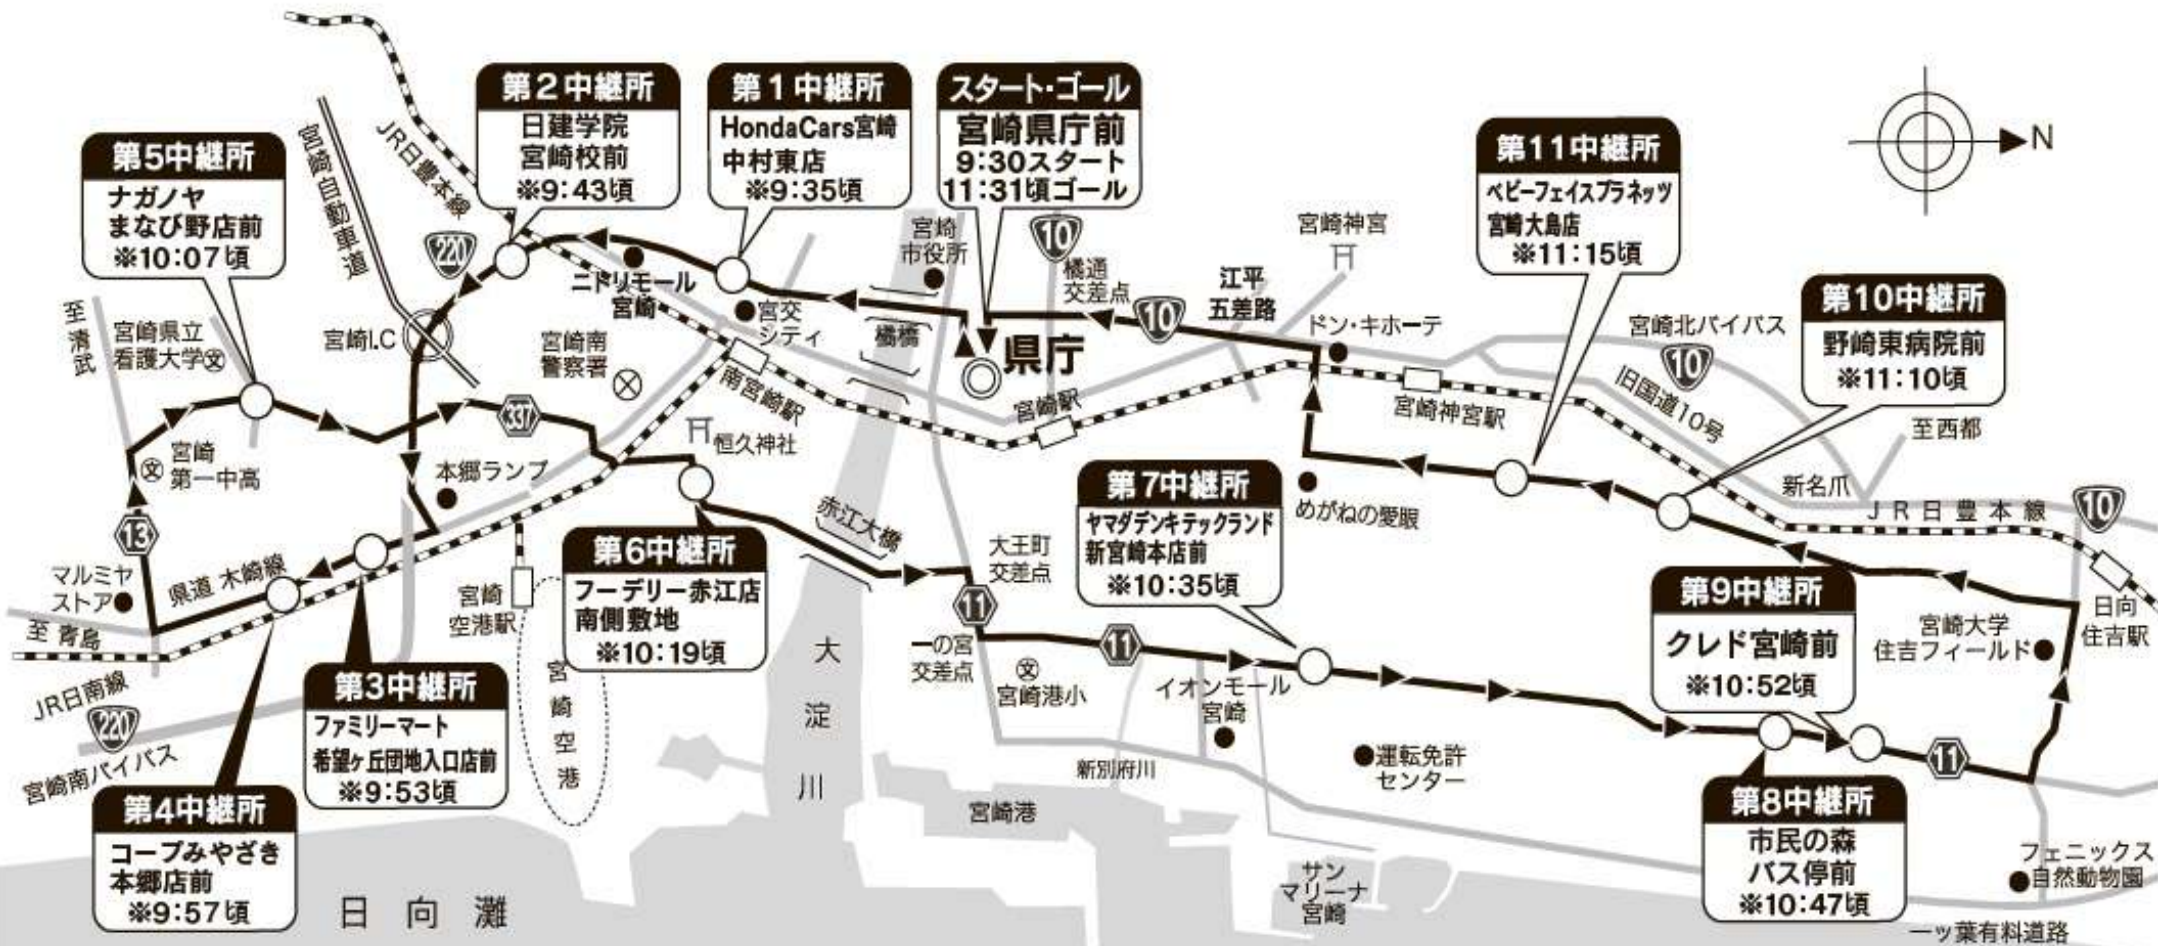 スタート・ゴール
宮崎県庁前
9:30スタート
11:31頃ゴール
第1中継所
HondaCars宮崎
中村東店
※9:35頃
第2中継所
日建学院
宮崎校前
※9:43頃
第3中継所
ファミリーマート
希望ヶ丘団地入口店前
※9:53頃
第4中継所
コープみやざき
本郷店前
※9:57頃
第5中継所
ナガノヤ
まなび野店前
※10:07頃
第6中継所
フーデリー赤江店
南側敷地
※10:19頃
第7中継所
ヤマダデンキテックランド
新宮崎本店前
※10:35頃
第8中継所
市民の森
バス停前
※10:47頃
第9中継所
クレド宮崎前
※10:52頃
第10中継所
野崎東病院前
※11:10頃
第11中継所
ベビーフェイスプラネッツ
宮崎大島店
※11:15頃
N
宮崎自動車道
JR日豊本線
220
宮崎I.C
ニトリモール
宮崎
宮交
シティ
宮崎
市役所
橘橋
県庁
10
橘通
交差点
10
江平
五差路
宮崎神宮
ドン・キホーテ
宮崎北バイパス
10
旧国道10号
至西都
新名爪
JR日豊本線
10
日向
住吉駅
至清武
宮崎県立
看護大学
文
宮崎南
警察署
南宮崎駅
宮崎駅
宮崎神宮駅
337
恒久神社
文
宮崎
第一中高
本郷ランプ
めがねの愛眼
13
マルミヤ
ストア
県道 木崎線
至 青島
JR日南線
220
宮崎南バイパス
宮崎
空港駅
宮崎空港
赤江大橋
大淀川
大王町
交差点
11
一の宮
交差点
文
宮崎港小
11
イオンモール
宮崎
新別府川
宮崎港
運転免許
センター
サン
マリーナ
宮崎
11
宮崎大学
住吉フィールド
フェニックス
自然動物園
一ッ葉有料道路
日向灘